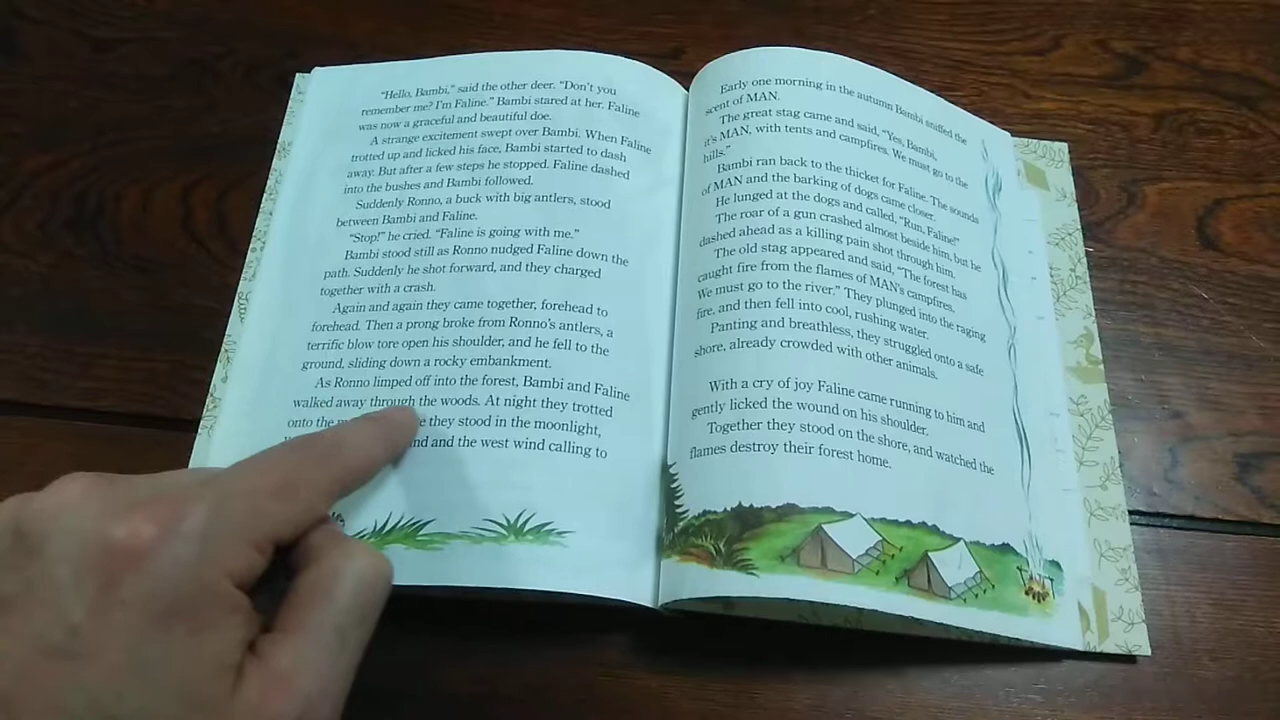 "Hello, Bambi," said the other deer. "Don't you
remember me? I'm Faline." Bambi stared at her. Faline
was now a graceful and beautiful doe.
A strange excitement swept over Bambi. When Faline
trotted up and licked his face, Bambi started to dash
away. But after a few steps he stopped. Faline dashed
into the bushes and Bambi followed.
Suddenly Ronno, a buck with big antlers, stood
between Bambi and Faline.
"Stop!" he cried. "Faline is going with me."
Bambi stood still as Ronno nudged Faline down the
path. Suddenly he shot forward, and they charged
together with a crash.
Again and again they came together, forehead to
forehead. Then a prong broke from Ronno's antlers, a
terrific blow tore open his shoulder, and he fell to the
ground, sliding down a rocky embankment.
As Ronno limped off into the forest, Bambi and Faline
walked away through the woods. At night they trotted
onto the they stood in the moonlight,
and the west wind calling to
Early one morning in the autumn Bambi sniffed the
scent of MAN.
The great stag came and said, "Yes, Bambi,
it's MAN, with tents and campfires. We must go to the
hills."
Bambi ran back to the thicket for Faline. The sounds
of MAN and the barking of dogs came closer.
He lunged at the dogs and called, "Run, Faline!"
The roar of a gun crashed almost beside him, but he
dashed ahead as a killing pain shot through him.
The old stag appeared and said, "The forest has
caught fire from the flames of MAN's campfires.
We must go to the river." They plunged into the raging
fire, and then fell into cool, rushing water.
Panting and breathless, they struggled onto a safe
shore, already crowded with other animals.
With a cry of joy Faline came running to him and
gently licked the wound on his shoulder.
Together they stood on the shore, and watched the
flames destroy their forest home.